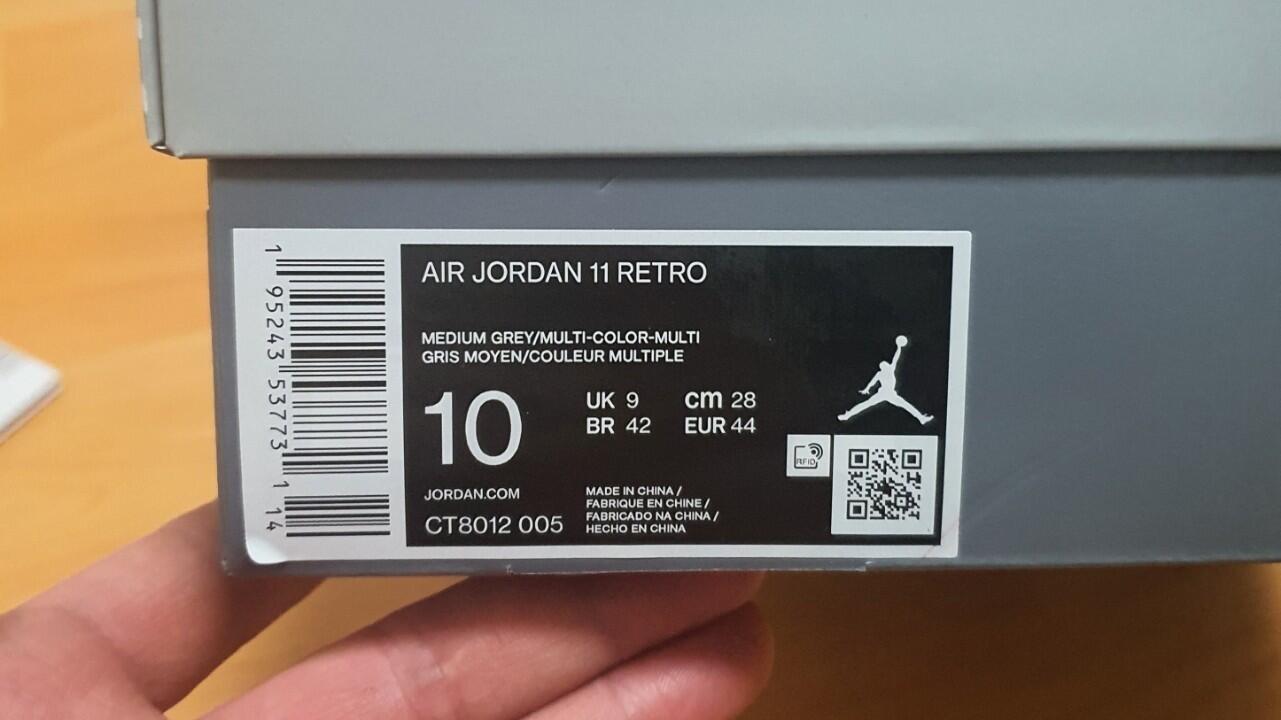 AIR JORDAN 11 RETRO
MEDIUM GREY/MULTI-COLOR-MULTI
GRIS MOYEN/COULEUR MULTIPLE
10
UK 9 cm 28
BR 42 EUR 44
RFID
JORDAN.COM
CT8012 005
MADE IN CHINA /
FABRIQUE EN CHINE /
FABRICADO NA CHINA /
HECHO EN CHINA
1 95243 53773 1 14